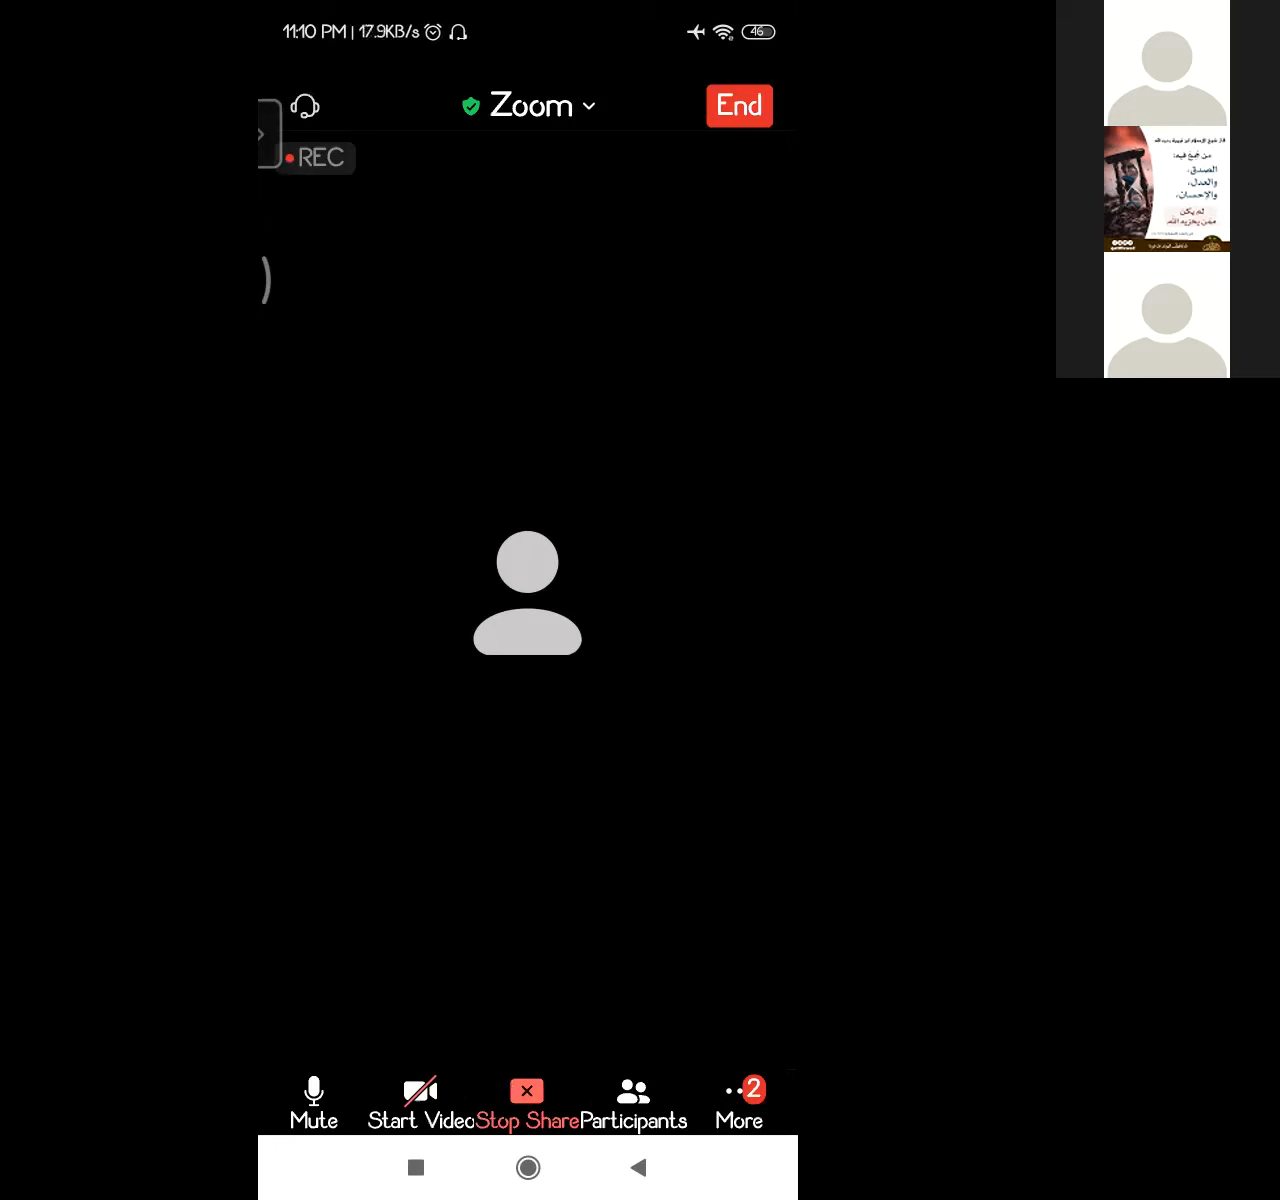 11:10 PM | 17.9KB/s
46
Zoom
End
REC
من جمع فيه:
الصدق،
والعدل،
والإحسان،
لم يكن
ممن يخزيه الله
Mute
Start Video
Stop Share
Participants
2
More